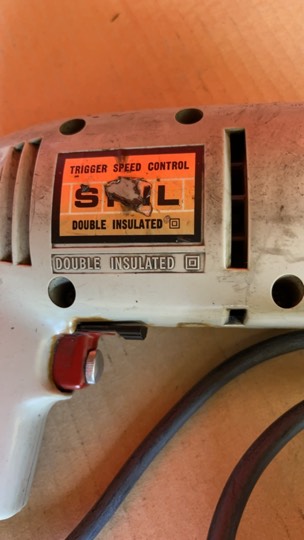 TRIGGER SPEED CONTROL
DOUBLE INSULATED
DOUBLE INSULATED